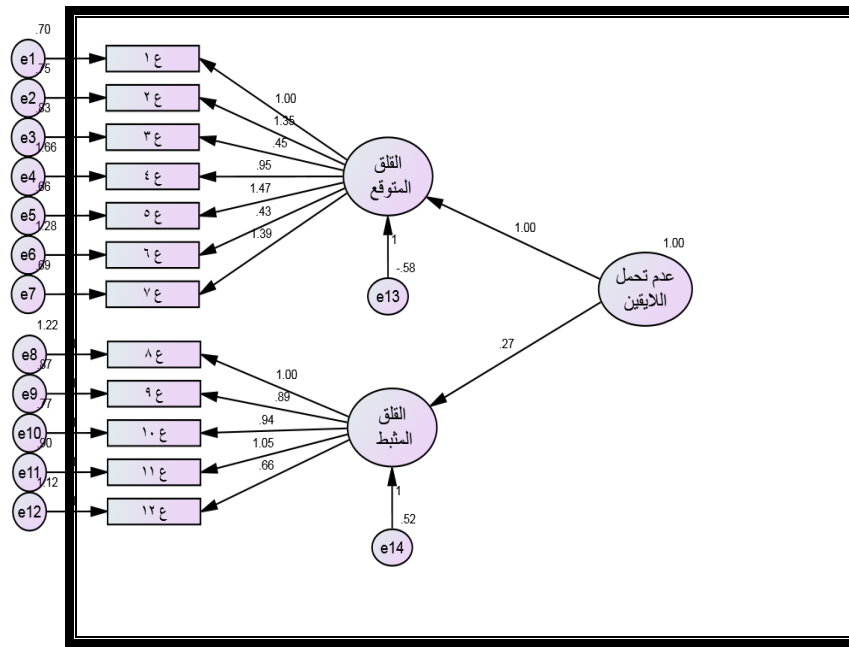 .70
e1
ع ١
.75
e2
ع ٢
.83
e3
ع ٣
1.66
e4
ع ٤
.66
e5
ع ٥
1.28
e6
ع ٦
.69
e7
ع ٧
1.00
1.35
.45
.95
1.47
.43
1.39
القلق
المتوقع
1
-.58
e13
1.00
1.00
عدم تحمل
اللايقين
.27
1.22
e8
ع ٨
.87
e9
ع ٩
.77
e10
ع ١٠
.90
e11
ع ١١
1.12
e12
ع ١٢
1.00
.89
.94
1.05
.66
القلق
المثبط
1
.52
e14